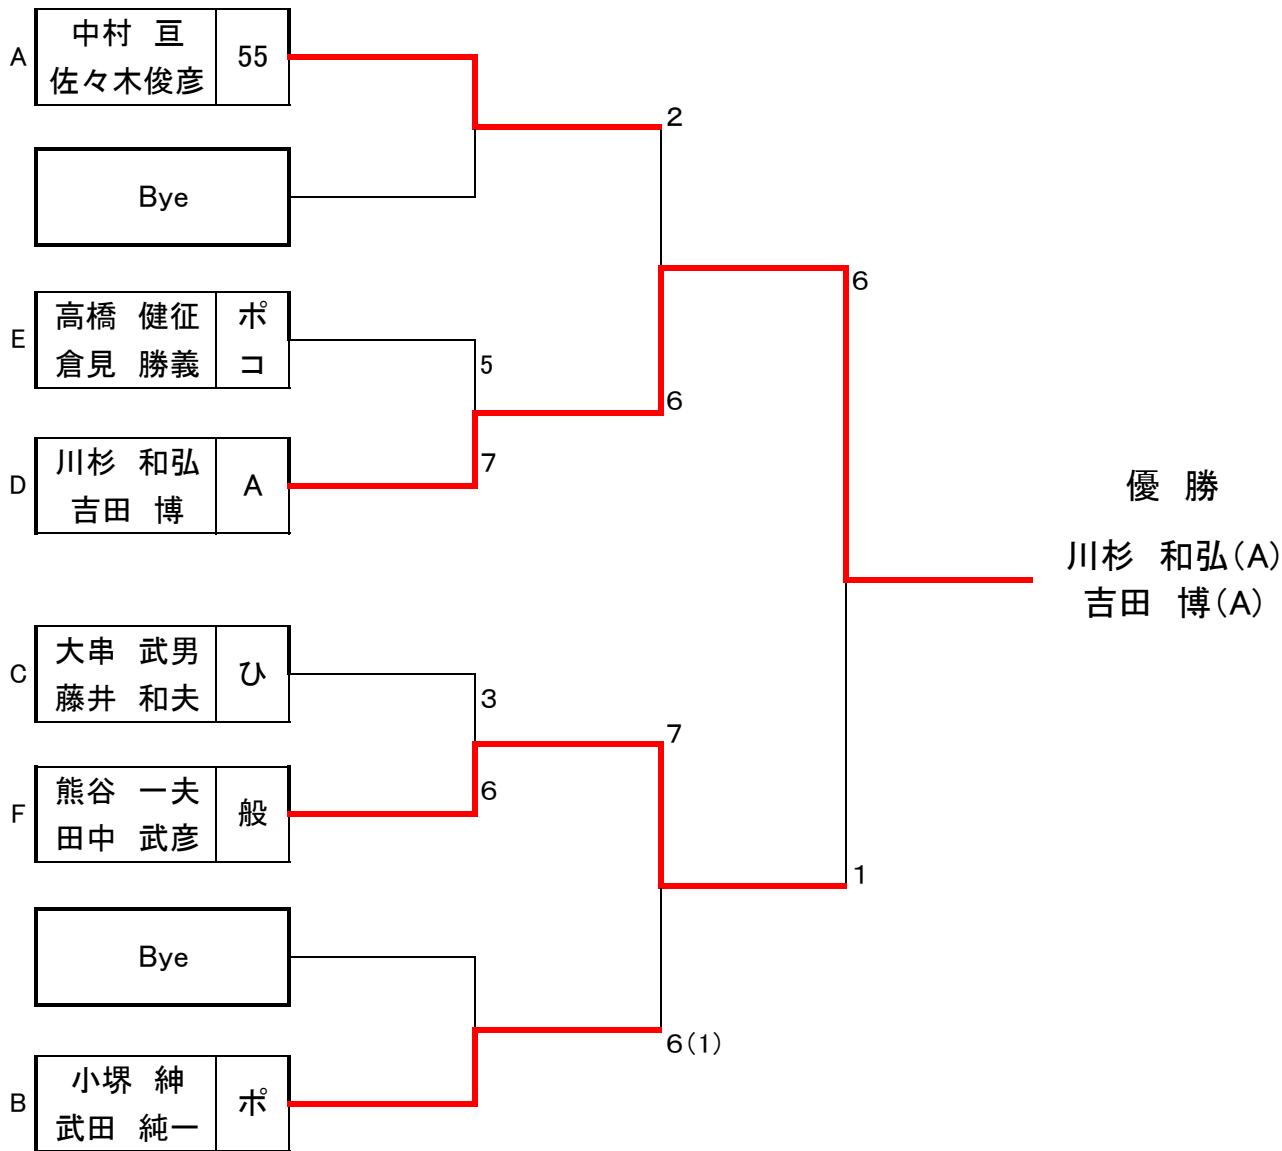 A
中村 亘
佐々木俊彦
55
2
Bye
E
高橋 健征
倉見 勝義
ポ
コ
5
6
6
D
川杉 和弘
吉田 博
A
7
優 勝
川杉 和弘(A)
吉田 博(A)
C
大串 武男
藤井 和夫
ひ
3
7
F
熊谷 一夫
田中 武彦
般
6
1
Bye
6(1)
B
小堺 紳
武田 純一
ポ